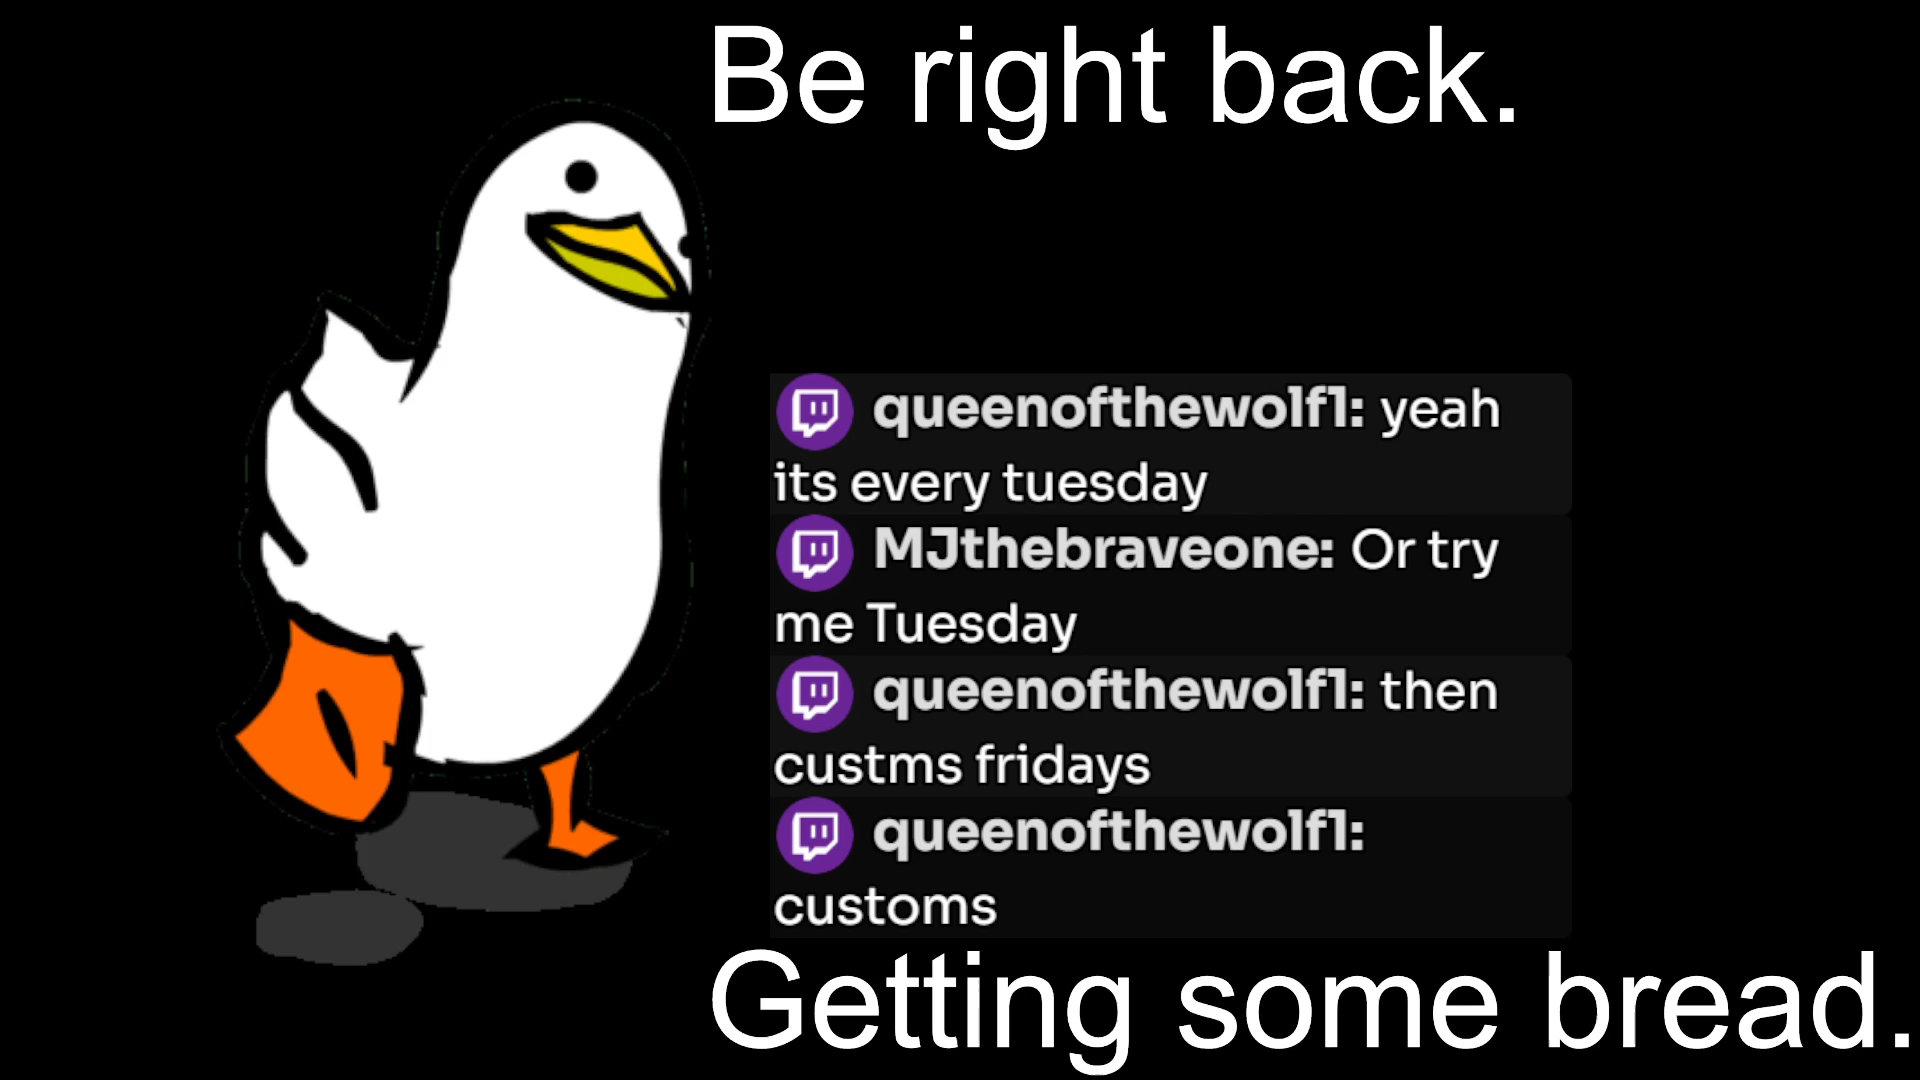 Be right back.
queenofthewolf1: yeah
its every tuesday
MJthebraveone: Or try
me Tuesday
queenofthewolf1: then
custms fridays
queenofthewolf1:
customs
Getting some bread.